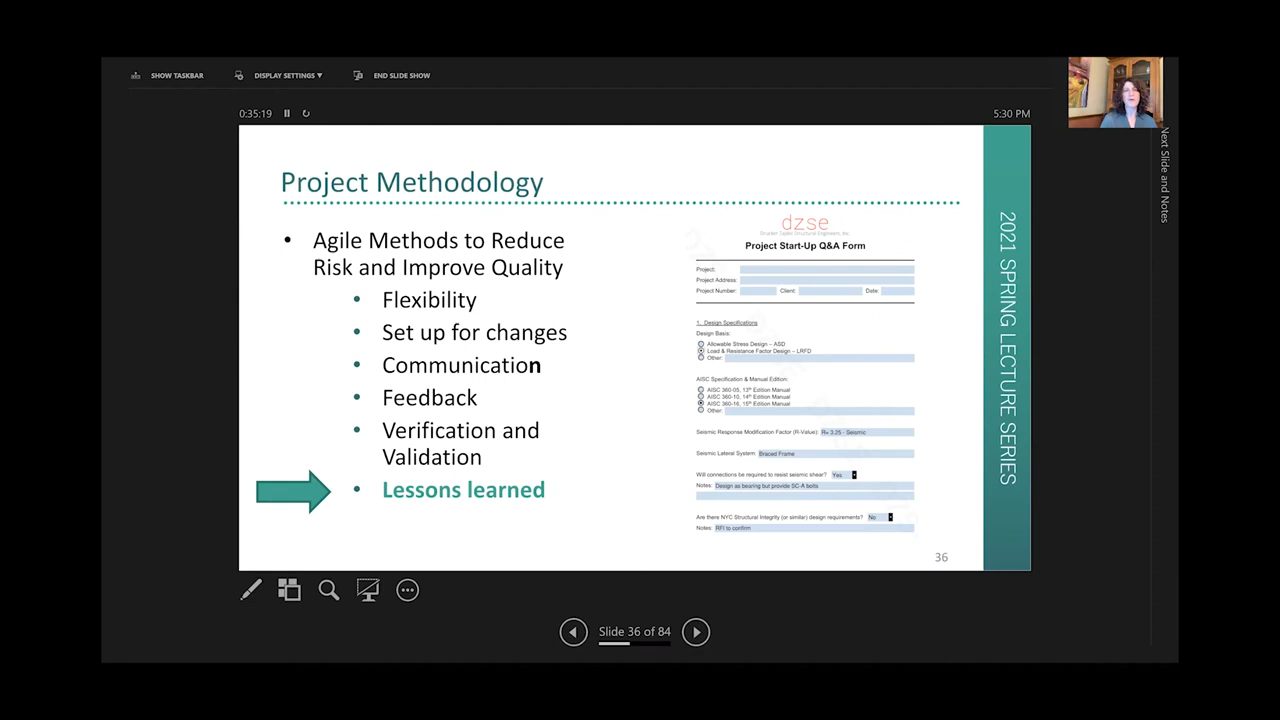 SHOW TASKBAR
DISPLAY SETTINGS ▼
END SLIDE SHOW
0:35:19
5:30 PM
Next Slide and Notes
Project Methodology
• Agile Methods to Reduce
Risk and Improve Quality
• Flexibility
• Set up for changes
• Communication
• Feedback
• Verification and
Validation
• Lessons learned
dzse
Project Start-Up Q&A Form
Project:
Project Address:
Project Number:
Client:
Date:
1. Design Specifications
Design Basis:
Allowable Stress Design – ASD
Load & Resistance Factor Design – LRFD
Other:
AISC Specification & Manual Edition:
AISC 360-05, 13th Edition Manual
AISC 360-10, 14th Edition Manual
AISC 360-16, 15th Edition Manual
Other:
Seismic Response Modification Factor (R-Value): R= 3.25 - Seismic
Seismic Lateral System: Braced Frame
Will connections be required to resist seismic shear? Yes
Notes: Design as bearing but provide SC-A bolts
Are there NYC Structural Integrity (or similar) design requirements? No
Notes: RFI to confirm
36
2021 SPRING LECTURE SERIES
Slide 36 of 84